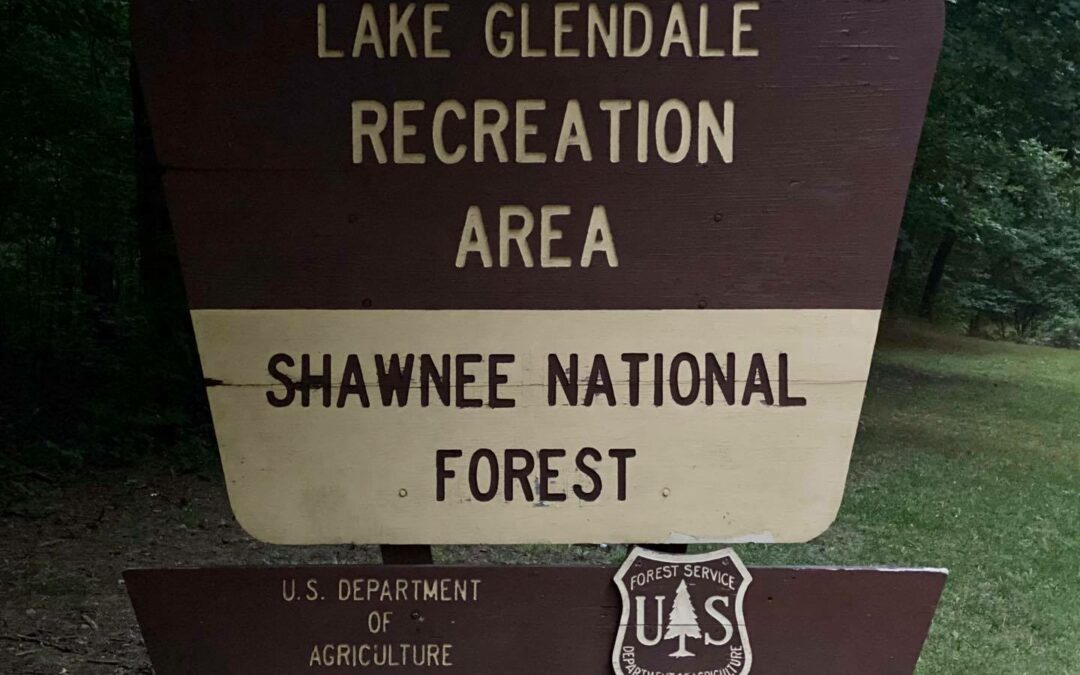 LAKE GLENDALE
RECREATION
AREA
SHAWNEE NATIONAL
FOREST
U.S. DEPARTMENT
OF
AGRICULTURE
FOREST SERVICE
US
DEPARTMENT OF AGRICULTURE